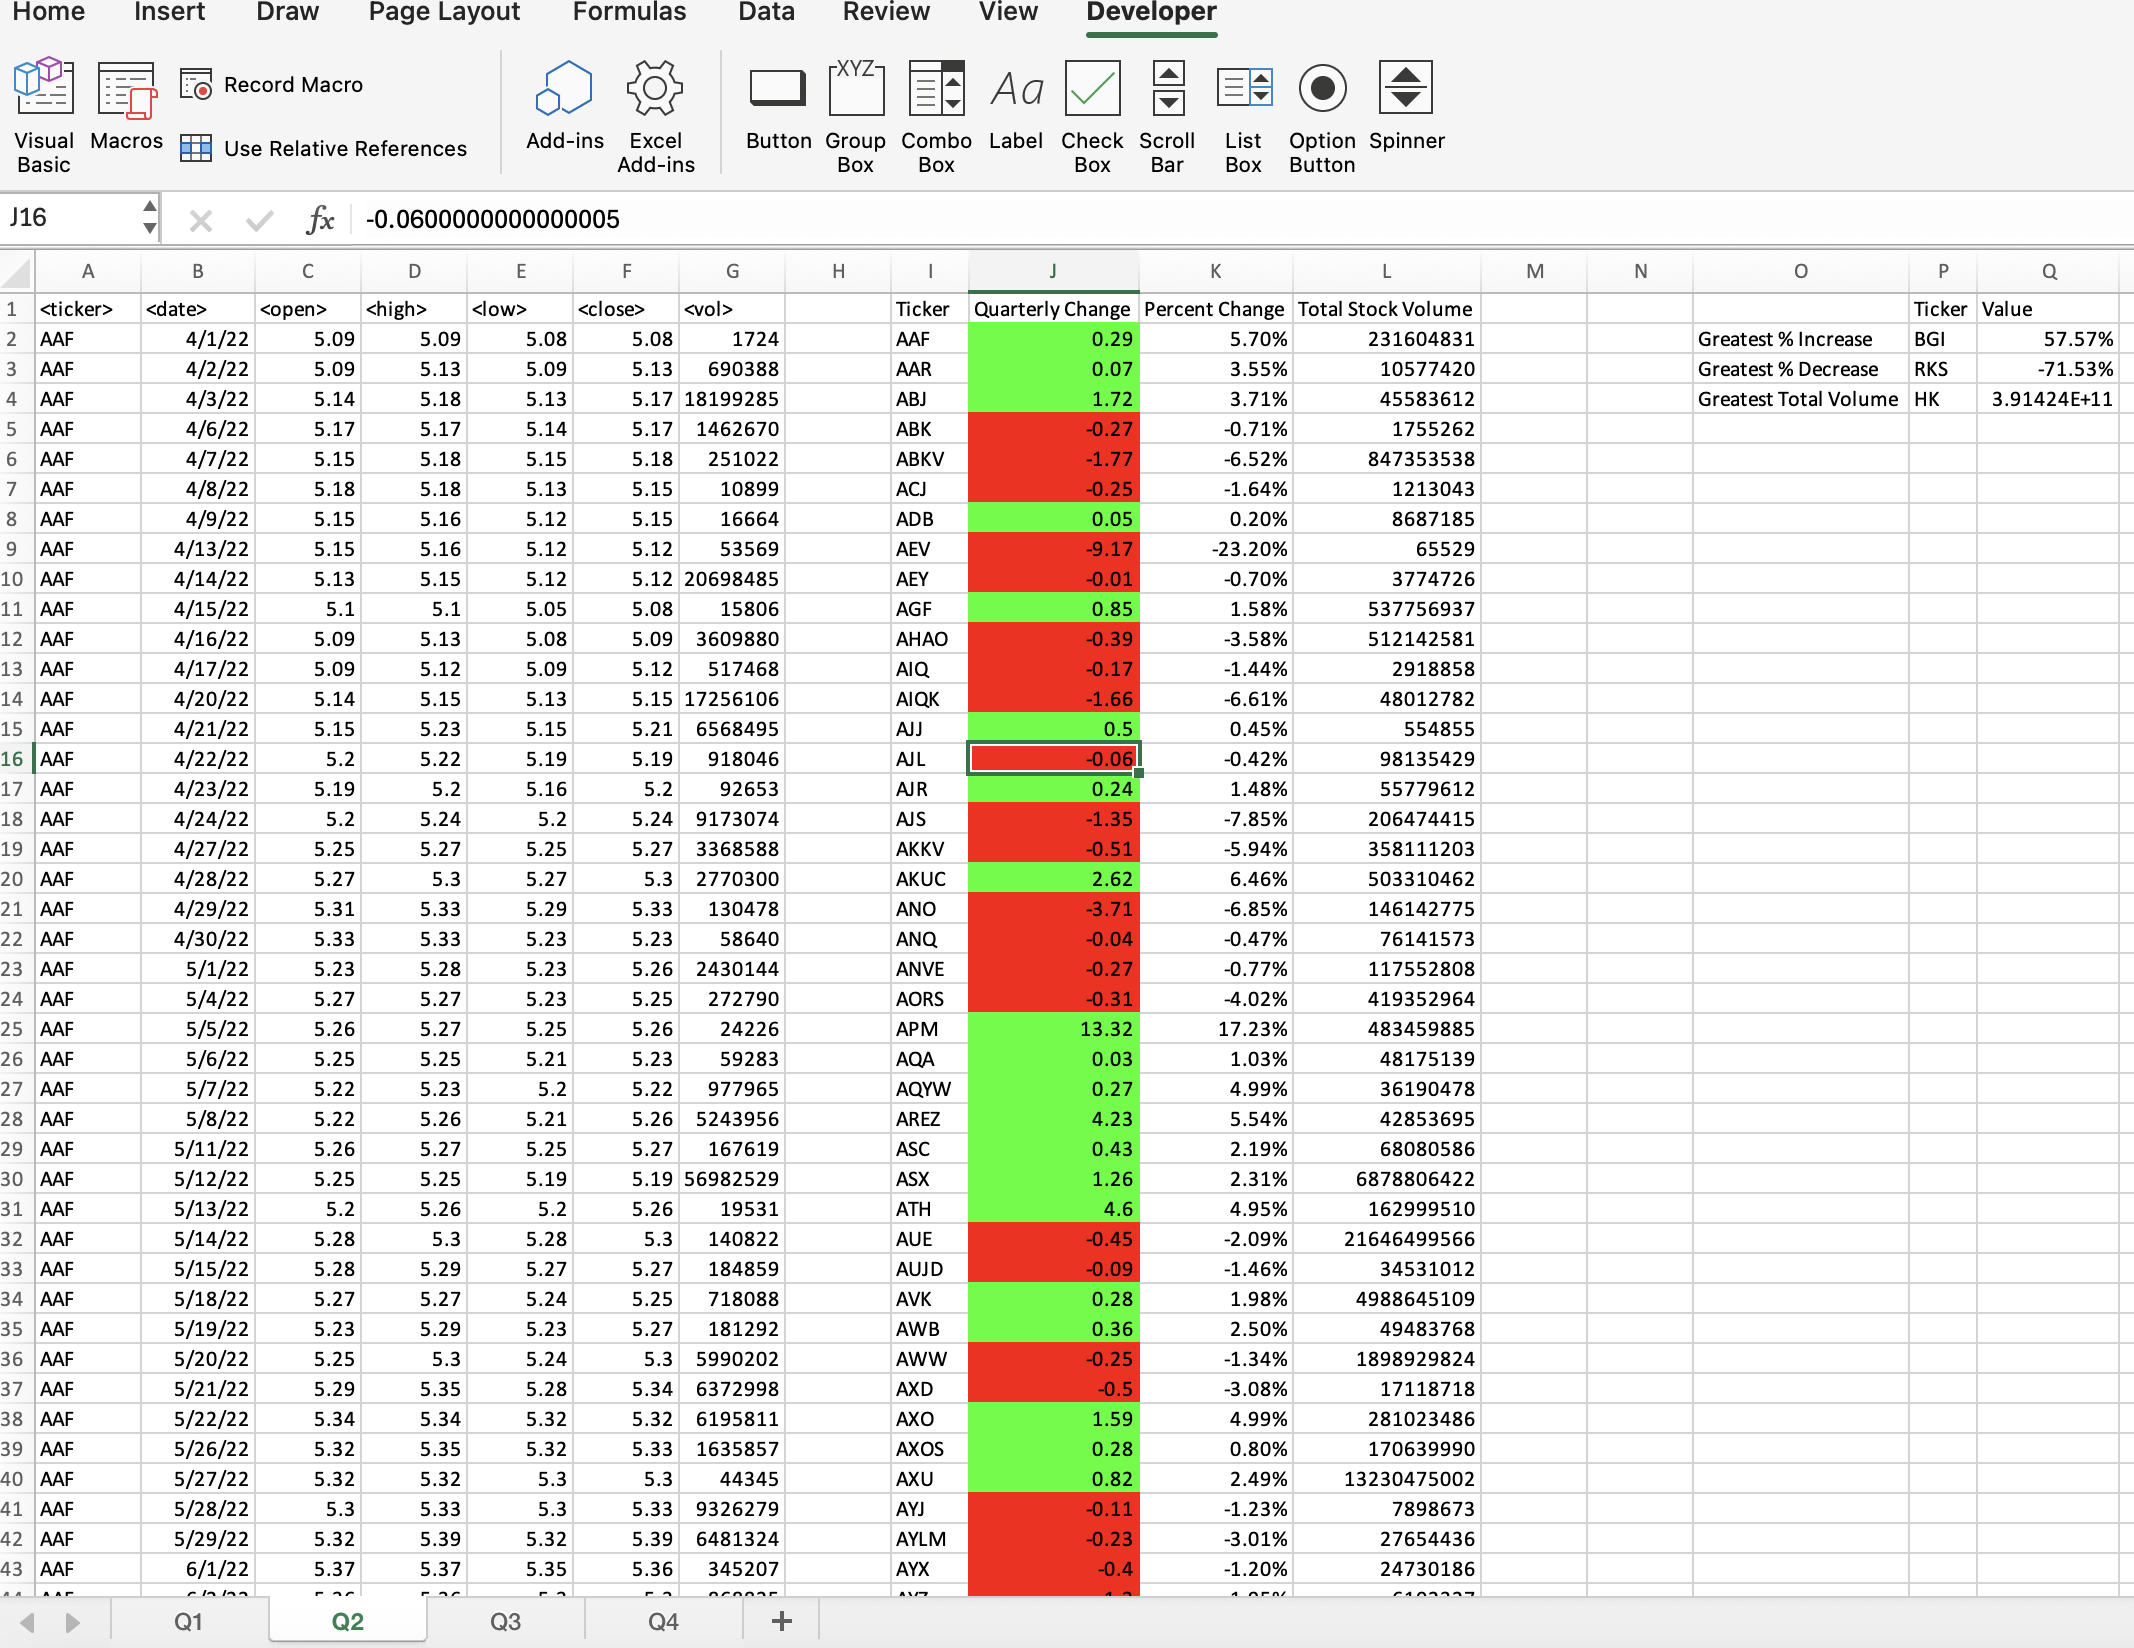 Home Insert Draw Page Layout Formulas Data Review View Developer
Visual Basic Macros Record Macro Use Relative References Add-ins Excel Add-ins Button XYZ Group Box Combo Box Aa Label Check Box Scroll Bar List Box Option Button Spinner
J16 fx -0.0600000000000005
A B C D E F G H I J K L M N O P Q
1 <ticker> <date> <open> <high> <low> <close> <vol> Ticker Quarterly Change Percent Change Total Stock Volume Ticker Value
2 AAF 4/1/22 5.09 5.09 5.08 5.08 1724 AAF 0.29 5.70% 231604831 Greatest % Increase BGI 57.57%
3 AAF 4/2/22 5.09 5.13 5.09 5.13 690388 AAR 0.07 3.55% 10577420 Greatest % Decrease RKS -71.53%
4 AAF 4/3/22 5.14 5.18 5.13 5.17 18199285 ABJ 1.72 3.71% 45583612 Greatest Total Volume HK 3.91424E+11
5 AAF 4/6/22 5.17 5.17 5.14 5.17 1462670 ABK -0.27 -0.71% 1755262
6 AAF 4/7/22 5.15 5.18 5.15 5.18 251022 ABKV -1.77 -6.52% 847353538
7 AAF 4/8/22 5.18 5.18 5.13 5.15 10899 ACJ -0.25 -1.64% 1213043
8 AAF 4/9/22 5.15 5.16 5.12 5.15 16664 ADB 0.05 0.20% 8687185
9 AAF 4/13/22 5.15 5.16 5.12 5.12 53569 AEV -9.17 -23.20% 65529
10 AAF 4/14/22 5.13 5.15 5.12 5.12 20698485 AEY -0.01 -0.70% 3774726
11 AAF 4/15/22 5.1 5.1 5.05 5.08 15806 AGF 0.85 1.58% 537756937
12 AAF 4/16/22 5.09 5.13 5.08 5.09 3609880 AHAO -0.39 -3.58% 512142581
13 AAF 4/17/22 5.09 5.12 5.09 5.12 517468 AIQ -0.17 -1.44% 2918858
14 AAF 4/20/22 5.14 5.15 5.13 5.15 17256106 AIQK -1.66 -6.61% 48012782
15 AAF 4/21/22 5.15 5.23 5.15 5.21 6568495 AJJ 0.5 0.45% 554855
16 AAF 4/22/22 5.2 5.22 5.19 5.19 918046 AJL -0.06 -0.42% 98135429
17 AAF 4/23/22 5.19 5.2 5.16 5.2 92653 AJR 0.24 1.48% 55779612
18 AAF 4/24/22 5.2 5.24 5.2 5.24 9173074 AJS -1.35 -7.85% 206474415
19 AAF 4/27/22 5.25 5.27 5.25 5.27 3368588 AKKV -0.51 -5.94% 358111203
20 AAF 4/28/22 5.27 5.3 5.27 5.3 2770300 AKUC 2.62 6.46% 503310462
21 AAF 4/29/22 5.31 5.33 5.29 5.33 130478 ANO -3.71 -6.85% 146142775
22 AAF 4/30/22 5.33 5.33 5.23 5.23 58640 ANQ -0.04 -0.47% 76141573
23 AAF 5/1/22 5.23 5.28 5.23 5.26 2430144 ANVE -0.27 -0.77% 117552808
24 AAF 5/4/22 5.27 5.27 5.23 5.25 272790 AORS -0.31 -4.02% 419352964
25 AAF 5/5/22 5.26 5.27 5.25 5.26 24226 APM 13.32 17.23% 483459885
26 AAF 5/6/22 5.25 5.25 5.21 5.23 59283 AQA 0.03 1.03% 48175139
27 AAF 5/7/22 5.22 5.23 5.2 5.22 977965 AQYW 0.27 4.99% 36190478
28 AAF 5/8/22 5.22 5.26 5.21 5.26 5243956 AREZ 4.23 5.54% 42853695
29 AAF 5/11/22 5.26 5.27 5.25 5.27 167619 ASC 0.43 2.19% 68080586
30 AAF 5/12/22 5.25 5.25 5.19 5.19 56982529 ASX 1.26 2.31% 6878806422
31 AAF 5/13/22 5.2 5.26 5.2 5.26 19531 ATH 4.6 4.95% 162999510
32 AAF 5/14/22 5.28 5.3 5.28 5.3 140822 AUE -0.45 -2.09% 21646499566
33 AAF 5/15/22 5.28 5.29 5.27 5.27 184859 AUJD -0.09 -1.46% 34531012
34 AAF 5/18/22 5.27 5.27 5.24 5.25 718088 AVK 0.28 1.98% 4988645109
35 AAF 5/19/22 5.23 5.29 5.23 5.27 181292 AWB 0.36 2.50% 49483768
36 AAF 5/20/22 5.25 5.3 5.24 5.3 5990202 AWW -0.25 -1.34% 1898929824
37 AAF 5/21/22 5.29 5.35 5.28 5.34 6372998 AXD -0.5 -3.08% 17118718
38 AAF 5/22/22 5.34 5.34 5.32 5.32 6195811 AXO 1.59 4.99% 281023486
39 AAF 5/26/22 5.32 5.35 5.32 5.33 1635857 AXOS 0.28 0.80% 170639990
40 AAF 5/27/22 5.32 5.32 5.3 5.3 44345 AXU 0.82 2.49% 13230475002
41 AAF 5/28/22 5.3 5.33 5.3 5.33 9326279 AYJ -0.11 -1.23% 7898673
42 AAF 5/29/22 5.32 5.39 5.32 5.39 6481324 AYLM -0.23 -3.01% 27654436
43 AAF 6/1/22 5.37 5.37 5.35 5.36 345207 AYX -0.4 -1.20% 24730186
Q1 Q2 Q3 Q4 +